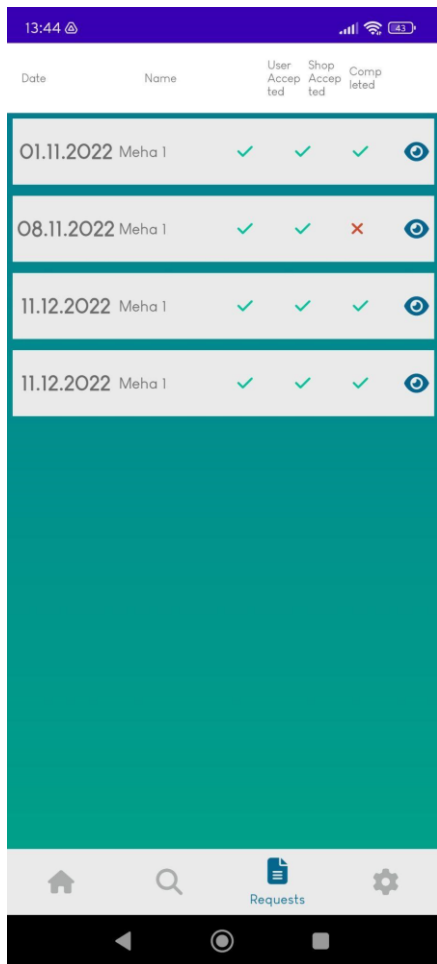 13:44
43
Date Name User Accep ted Shop Accep ted Comp leted
01.11.2022 Meha 1
08.11.2022 Meha 1
11.12.2022 Meha 1
11.12.2022 Meha 1
Requests